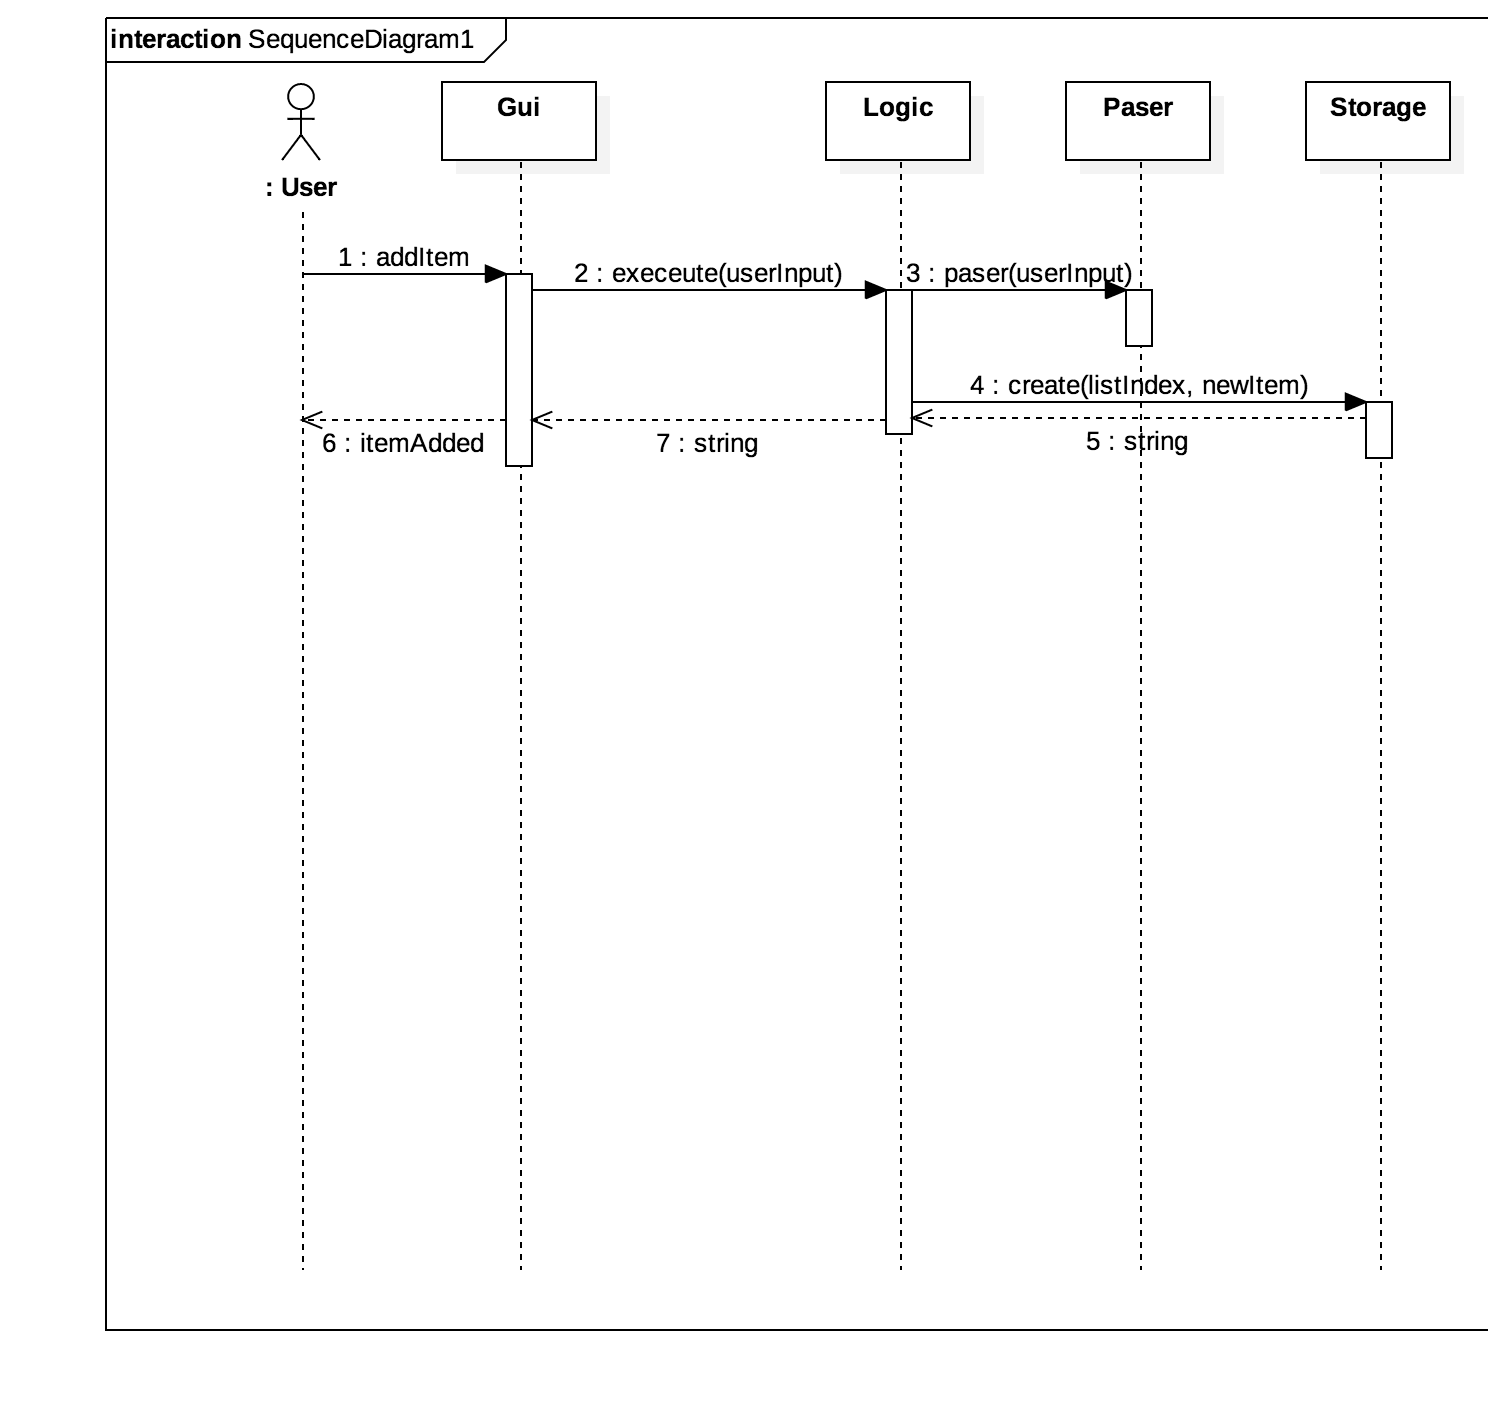 interaction SequenceDiagram1
: User
Gui
Logic
Paser
Storage
1 : addItem
2 : execeute(userInput)
3 : paser(userInput)
4 : create(listIndex, newItem)
6 : itemAdded
7 : string
5 : string